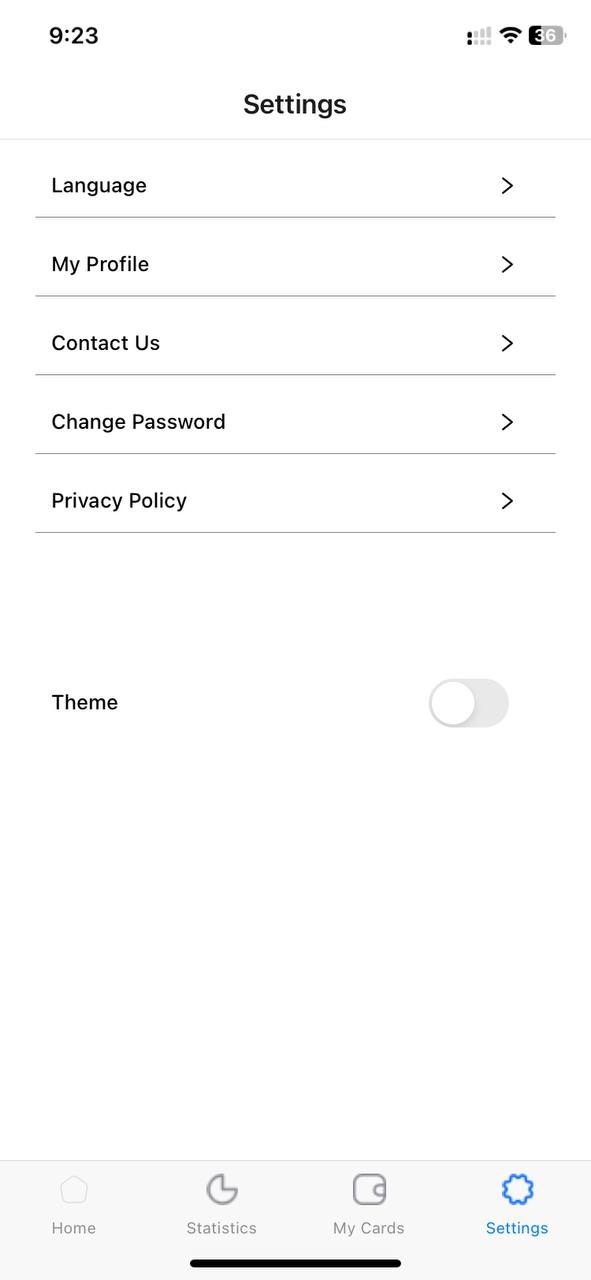 9:23
36
Settings
Language
My Profile
Contact Us
Change Password
Privacy Policy
Theme
Home
Statistics
My Cards
Settings